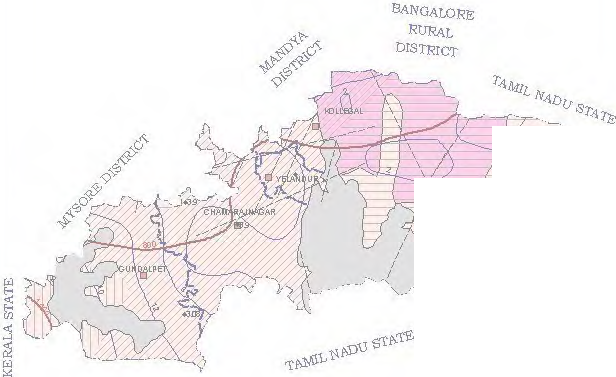 BANGALORE
RURAL
DISTRICT
MANDYA
DISTRICT
TAMIL NADU STATE
KOLLEGAL
MYSORE DISTRICT
YELANDUR
CHAMARAJNAGAR
800
GUNDALPET
KERALA STATE
TAMIL NADU STATE